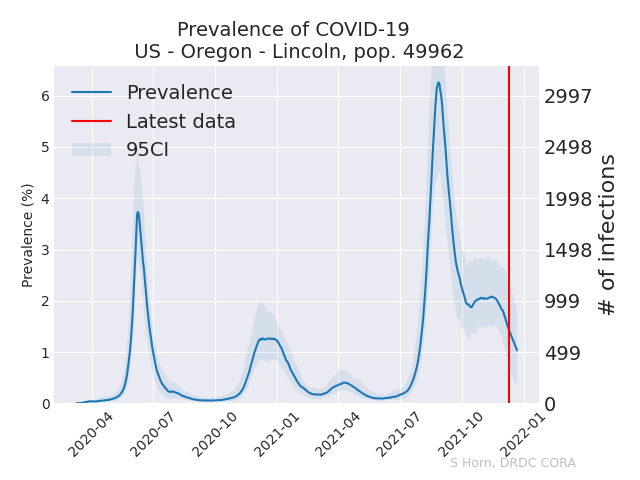 Prevalence of COVID-19
US - Oregon - Lincoln, pop. 49962
Prevalence
Latest data
95CI
Prevalence (%)
6
5
4
3
2
1
0
2997
2498
1998
1498
999
499
0
# of infections
2020-04
2020-07
2020-10
2021-01
2021-04
2021-07
2021-10
2022-01
S Horn, DRDC CORA